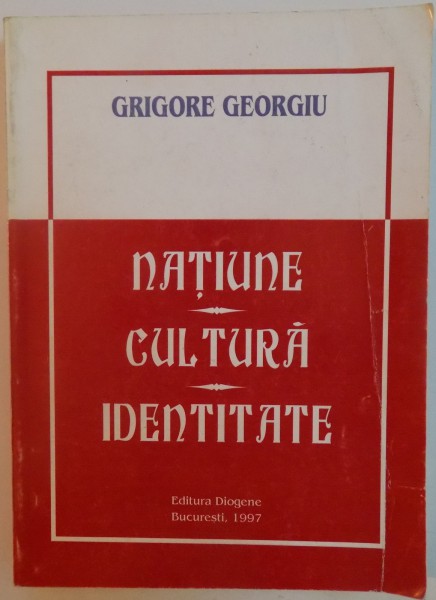 GRIGORE GEORGIU
NAȚIUNE
CULTURĂ
IDENTITATE
Editura Diogene
Bucuresti, 1997